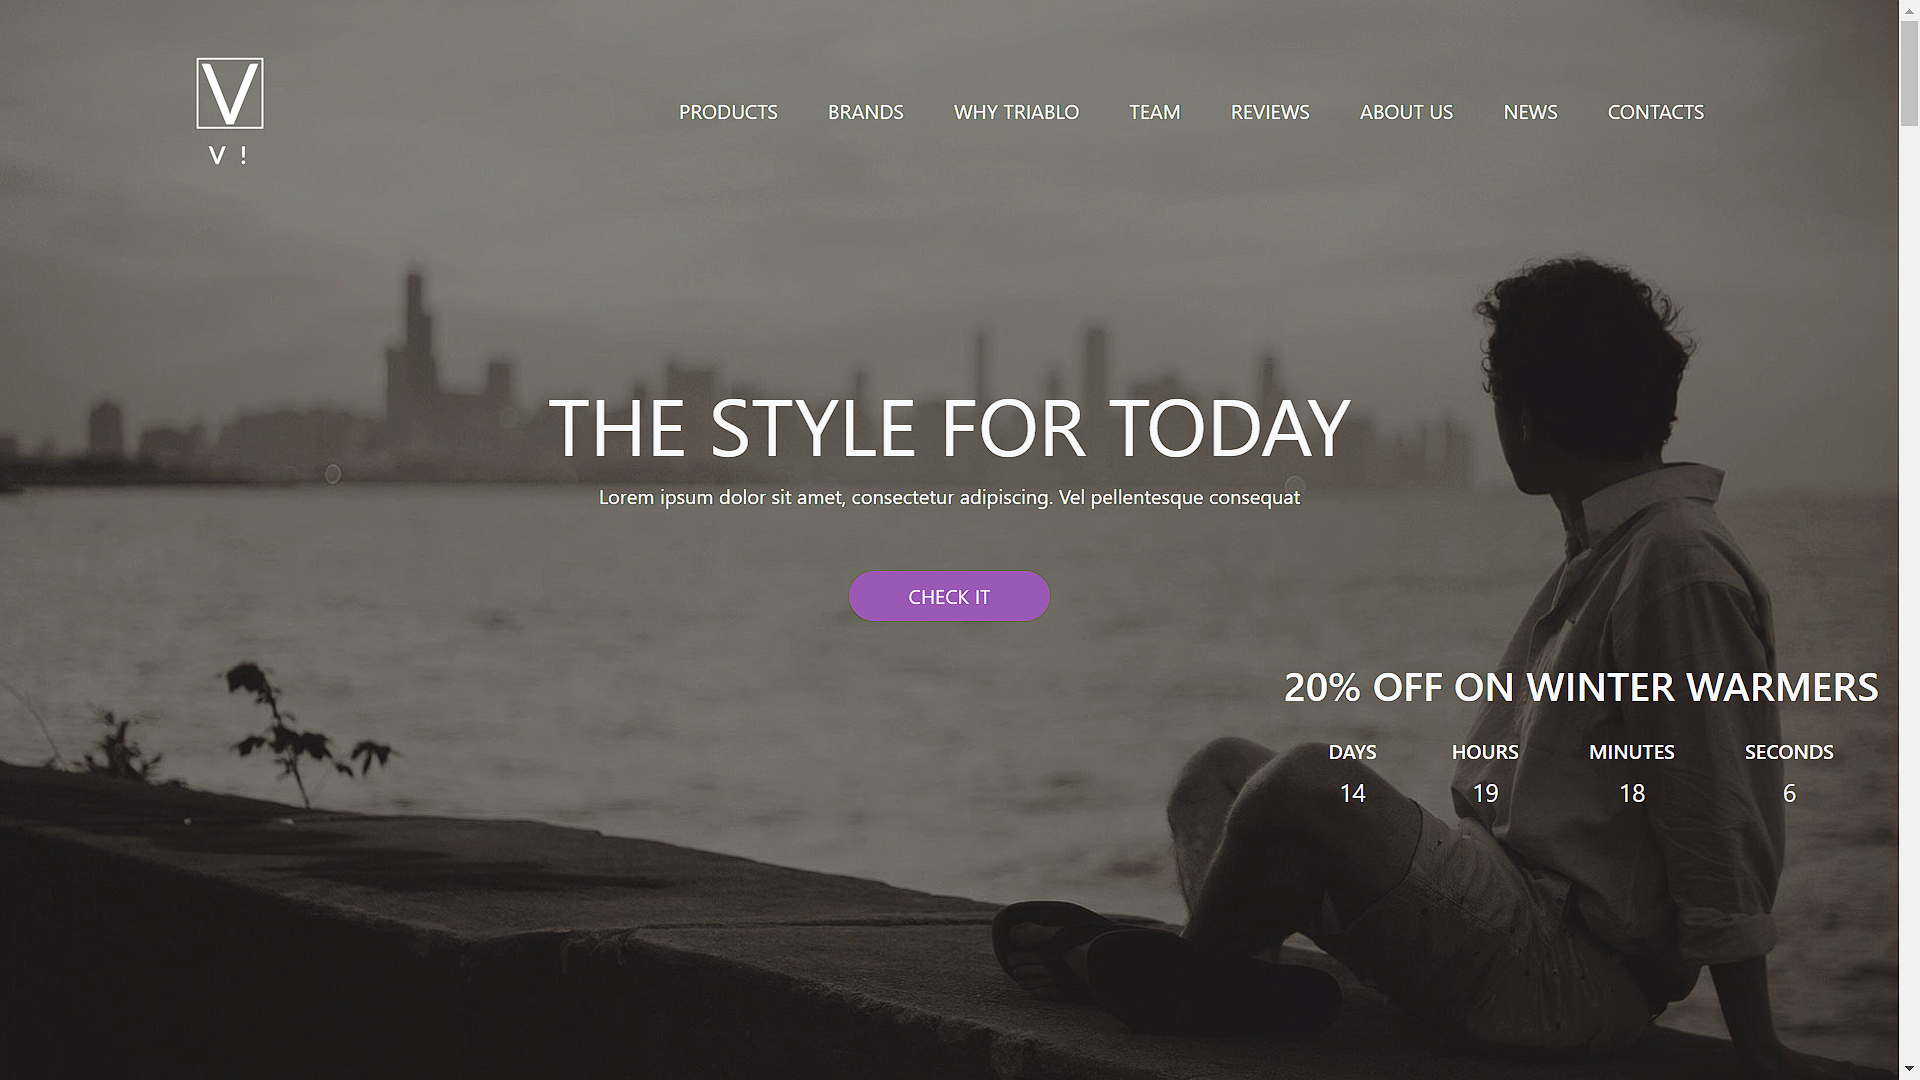 V
V !
PRODUCTS BRANDS WHY TRIABLO TEAM REVIEWS ABOUT US NEWS CONTACTS
THE STYLE FOR TODAY
Lorem ipsum dolor sit amet, consectetur adipiscing. Vel pellentesque consequat
CHECK IT
20% OFF ON WINTER WARMERS
DAYS HOURS MINUTES SECONDS
14 19 18 6